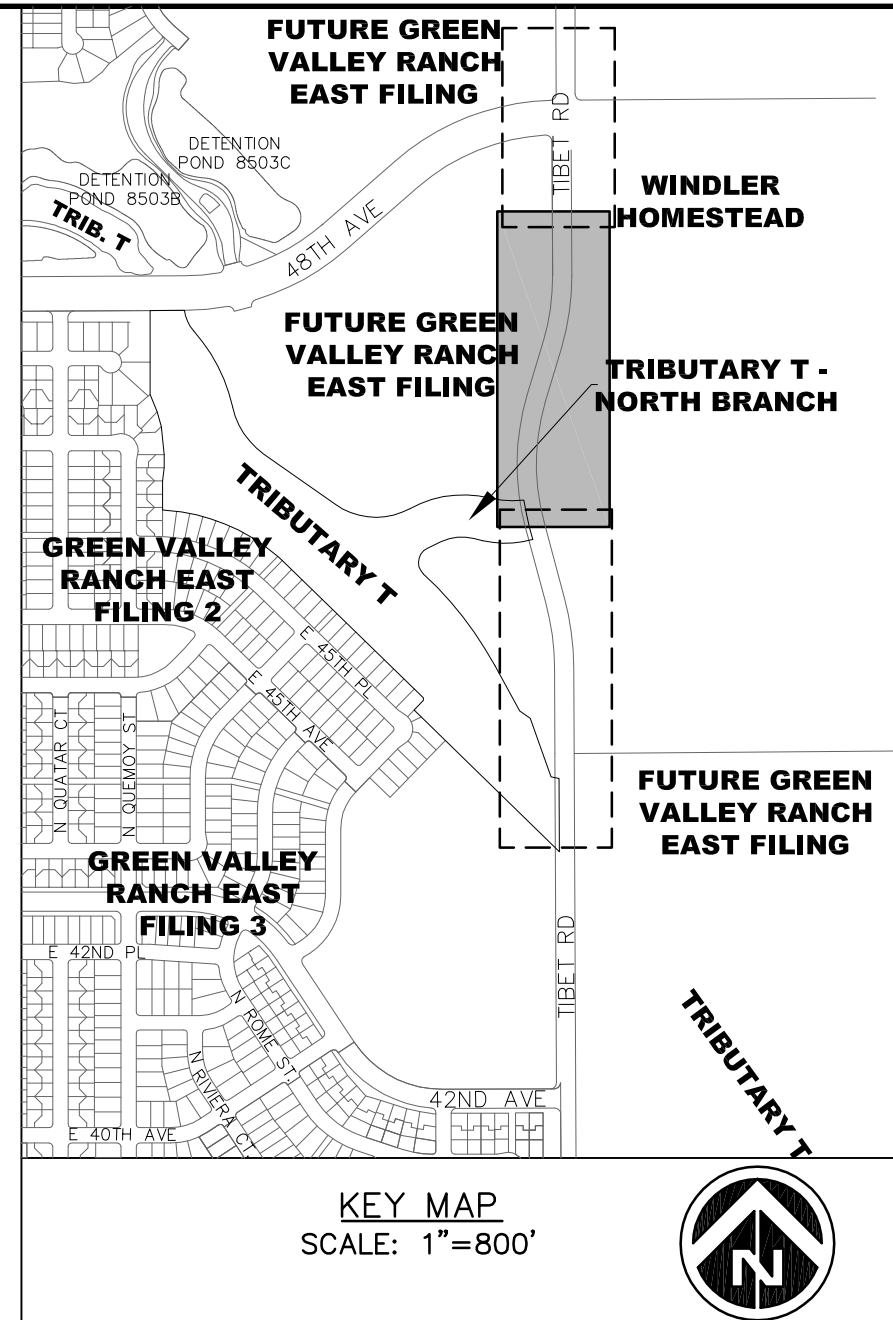 FUTURE GREEN
VALLEY RANCH
EAST FILING
TIBET RD
DETENTION
POND 8503C
DETENTION
POND 8503B
TRIB. T
WINDLER
HOMESTEAD
48TH AVE
FUTURE GREEN
VALLEY RANCH
EAST FILING
TRIBUTARY T -
NORTH BRANCH
TRIBUTARY T
GREEN VALLEY
RANCH EAST
FILING 2
E 45TH PL
E 45TH AVE
N QUATAR CT
N QUEMOY ST
FUTURE GREEN
VALLEY RANCH
EAST FILING
GREEN VALLEY
RANCH EAST
FILING 3
E 42ND PL
TIBET RD
N ROME ST.
N RIVIERA CT.
TRIBUTARY T
42ND AVE
E 40TH AVE
KEY MAP
SCALE: 1"=800'
N